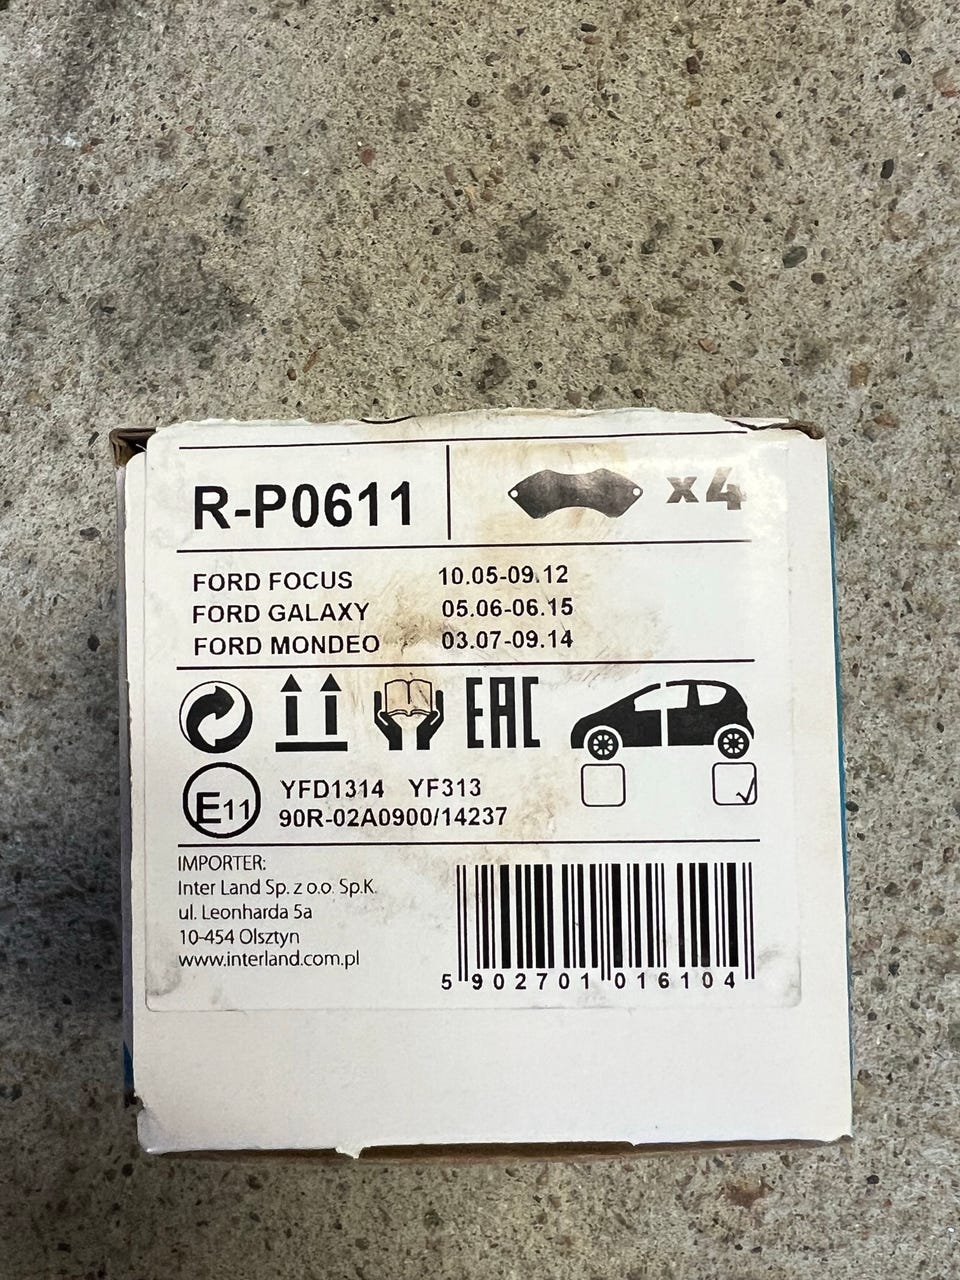 R-P0611
x4
FORD FOCUS 10.05-09.12
FORD GALAXY 05.06-06.15
FORD MONDEO 03.07-09.14
EAC
E11
YFD1314 YF313
90R-02A0900/14237
IMPORTER:
Inter Land Sp. z o.o. Sp.K.
ul. Leonharda 5a
10-454 Olsztyn
www.interland.com.pl
5 902701 016104